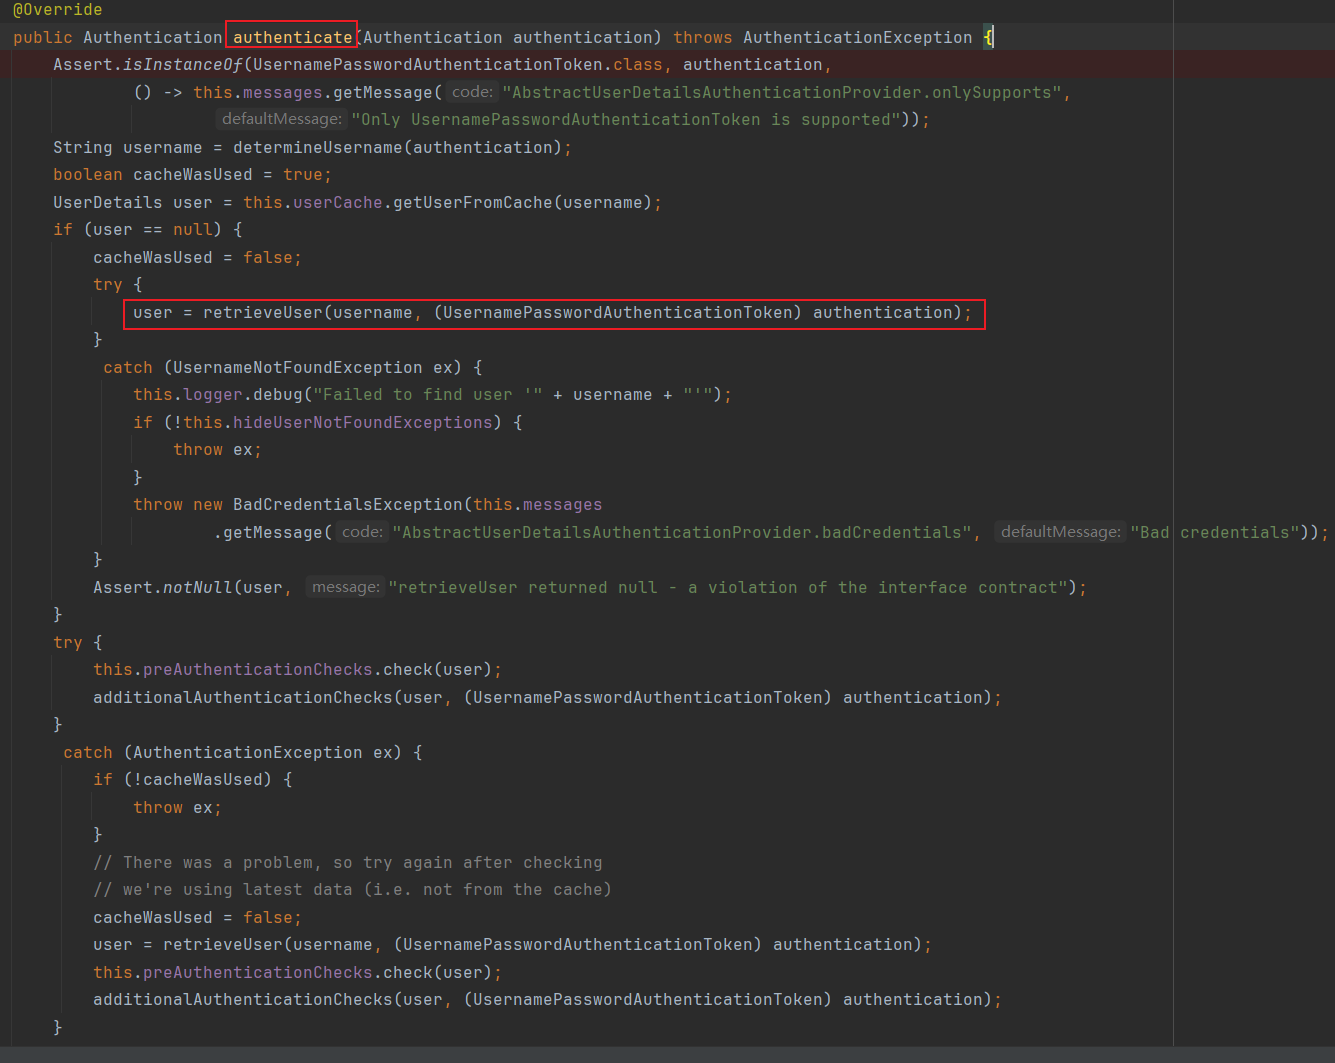 @Override
public Authentication authenticate(Authentication authentication) throws AuthenticationException {
    Assert.isInstanceOf(UsernamePasswordAuthenticationToken.class, authentication,
            () -> this.messages.getMessage( code: "AbstractUserDetailsAuthenticationProvider.onlySupports",
                    defaultMessage: "Only UsernamePasswordAuthenticationToken is supported"));
    String username = determineUsername(authentication);
    boolean cacheWasUsed = true;
    UserDetails user = this.userCache.getUserFromCache(username);
    if (user == null) {
        cacheWasUsed = false;
        try {
            user = retrieveUser(username, (UsernamePasswordAuthenticationToken) authentication);
        }
         catch (UsernameNotFoundException ex) {
            this.logger.debug("Failed to find user '" + username + "'");
            if (!this.hideUserNotFoundExceptions) {
                throw ex;
            }
            throw new BadCredentialsException(this.messages
                    .getMessage( code: "AbstractUserDetailsAuthenticationProvider.badCredentials", defaultMessage: "Bad credentials"));
        }
        Assert.notNull(user, message: "retrieveUser returned null - a violation of the interface contract");
    }
    try {
        this.preAuthenticationChecks.check(user);
        additionalAuthenticationChecks(user, (UsernamePasswordAuthenticationToken) authentication);
    }
     catch (AuthenticationException ex) {
        if (!cacheWasUsed) {
            throw ex;
        }
        // There was a problem, so try again after checking
        // we're using latest data (i.e. not from the cache)
        cacheWasUsed = false;
        user = retrieveUser(username, (UsernamePasswordAuthenticationToken) authentication);
        this.preAuthenticationChecks.check(user);
        additionalAuthenticationChecks(user, (UsernamePasswordAuthenticationToken) authentication);
    }